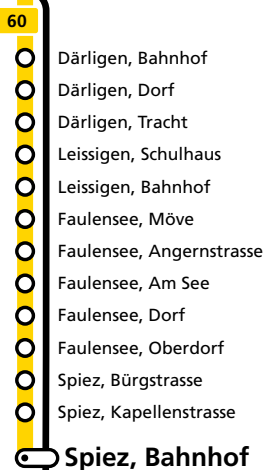 60
Därligen, Bahnhof
Därligen, Dorf
Därligen, Tracht
Leissigen, Schulhaus
Leissigen, Bahnhof
Faulensee, Möve
Faulensee, Angernstrasse
Faulensee, Am See
Faulensee, Dorf
Faulensee, Oberdorf
Spiez, Bürgstrasse
Spiez, Kapellenstrasse
Spiez, Bahnhof